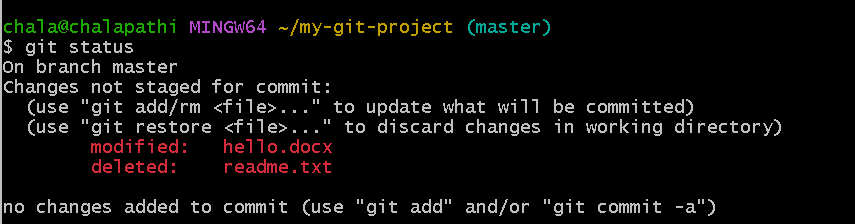 chala@chalapathi MINGW64 ~/my-git-project (master)
$ git status
On branch master
Changes not staged for commit:
  (use "git add/rm <file>..." to update what will be committed)
  (use "git restore <file>..." to discard changes in working directory)
        modified:   hello.docx
        deleted:    readme.txt
no changes added to commit (use "git add" and/or "git commit -a")